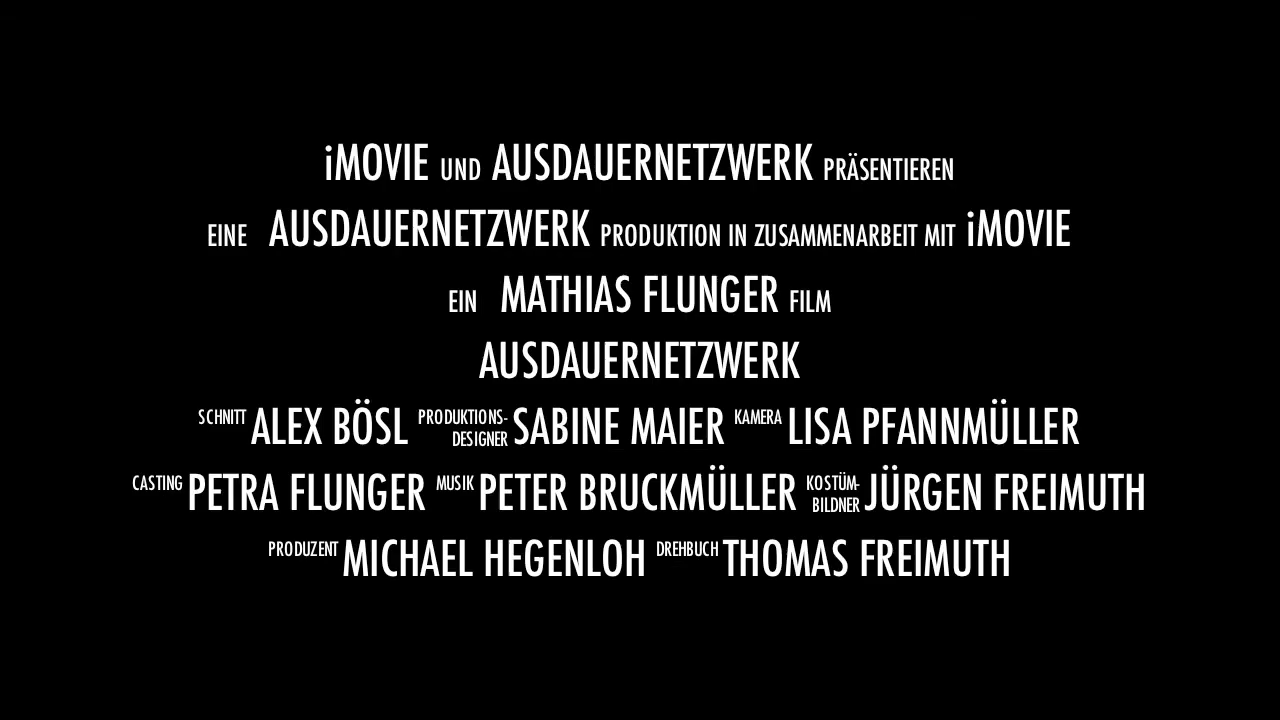 iMOVIE UND AUSDAUERNETZWERK PRÄSENTIEREN
EINE AUSDAUERNETZWERK PRODUKTION IN ZUSAMMENARBEIT MIT iMOVIE
EIN MATHIAS FLUNGER FILM
AUSDAUERNETZWERK
SCHNITT ALEX BÖSL PRODUKTIONS-DESIGNER SABINE MAIER KAMERA LISA PFANNMÜLLER
CASTING PETRA FLUNGER MUSIK PETER BRUCKMÜLLER KOSTÜM-BILDNER JÜRGEN FREIMUTH
PRODUZENT MICHAEL HEGENLOH DREHBUCH THOMAS FREIMUTH